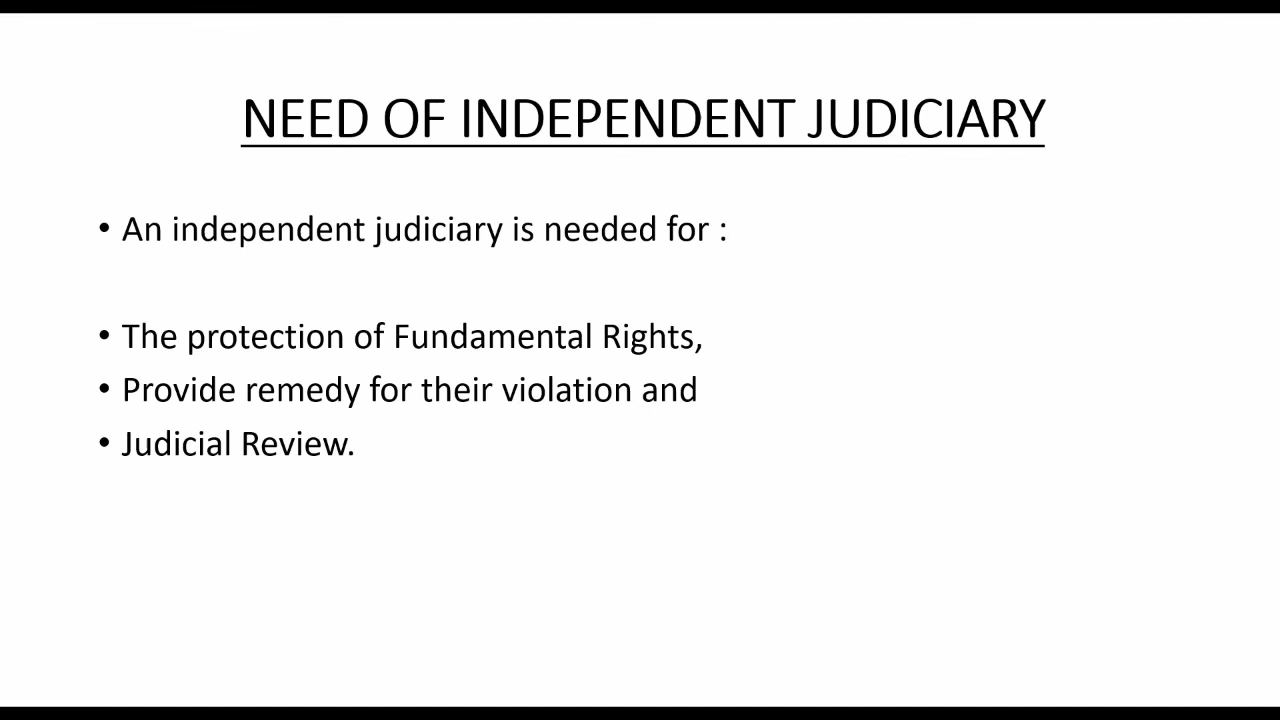 NEED OF INDEPENDENT JUDICIARY
• An independent judiciary is needed for :
• The protection of Fundamental Rights,
• Provide remedy for their violation and
• Judicial Review.